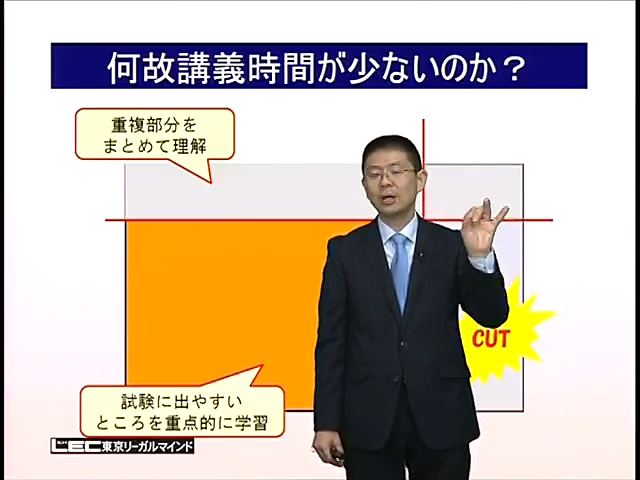 何故講義時間が少ないのか？
重複部分を
まとめて理解
CUT
試験に出やすい
ところを重点的に学習
LEC東京リーガルマインド